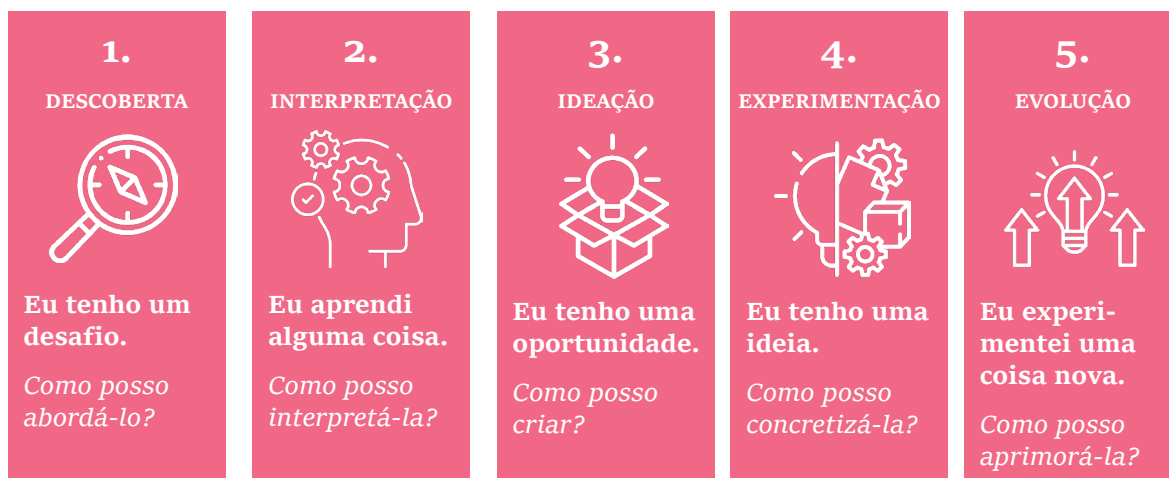 1.
DESCOBERTA
Eu tenho um
desafio.
Como posso
abordá-lo?
2.
INTERPRETAÇÃO
Eu aprendi
alguma coisa.
Como posso
interpretá-la?
3.
IDEAÇÃO
Eu tenho uma
oportunidade.
Como posso
criar?
4.
EXPERIMENTAÇÃO
Eu tenho uma
ideia.
Como posso
concretizá-la?
5.
EVOLUÇÃO
Eu experi-
mentei uma
coisa nova.
Como posso
aprimorá-la?